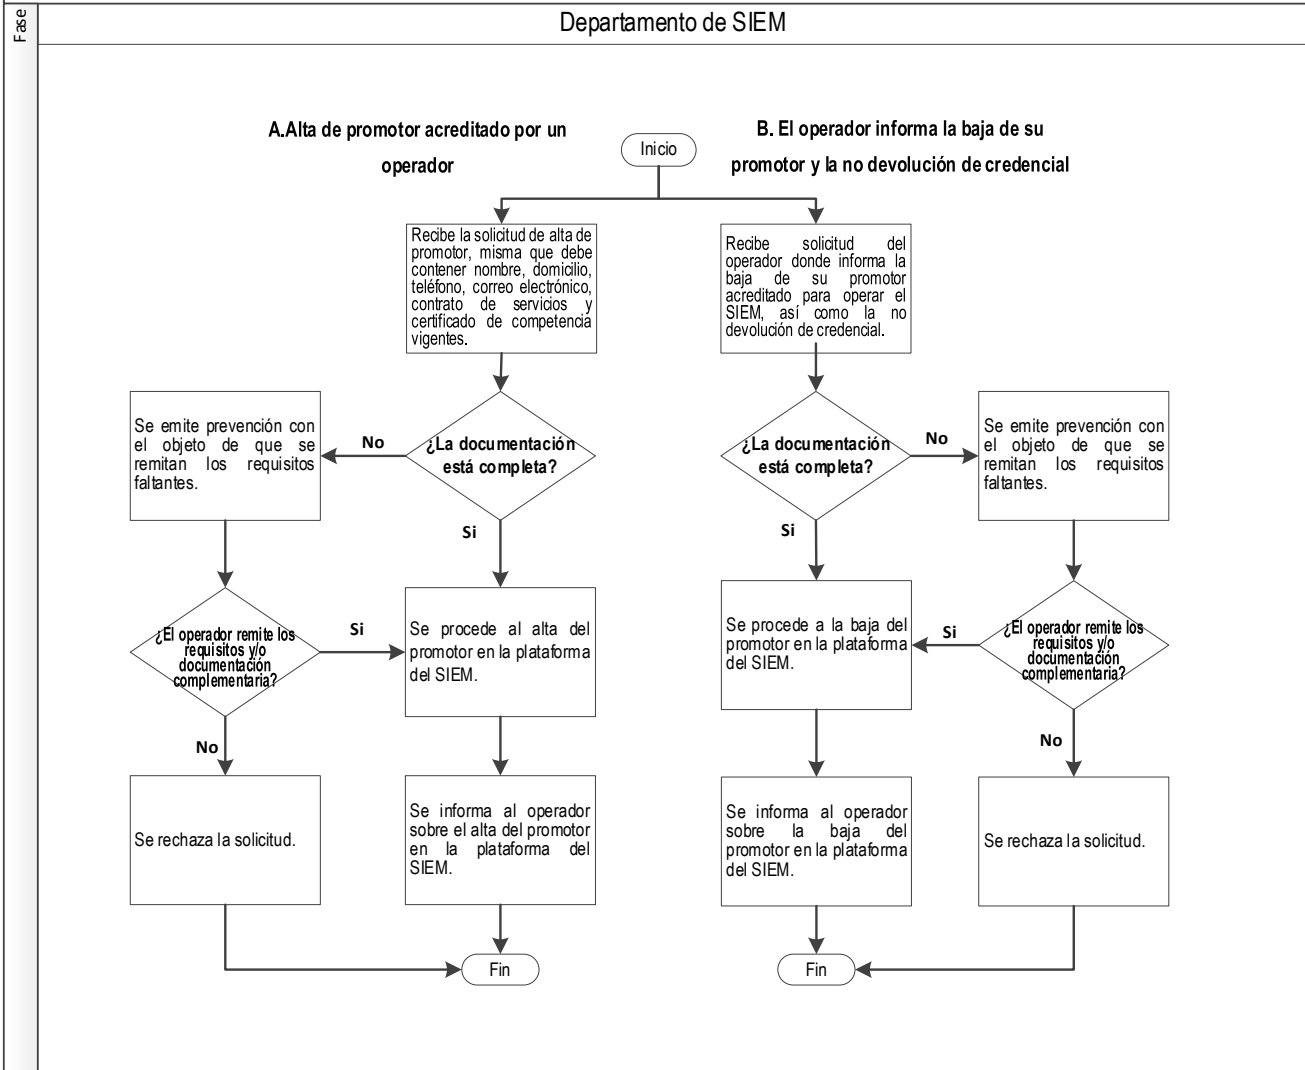 Fase
Departamento de SIEM
A.Alta de promotor acreditado por un
operador
Inicio
B. El operador informa la baja de su
promotor y la no devolución de credencial
Recibe la solicitud de alta de
promotor, misma que debe
contener nombre, domicilio,
teléfono, correo electrónico,
contrato de servicios y
certificado de competencia
vigentes.
Recibe solicitud del
operador donde informa la
baja de su promotor
acreditado para operar el
SIEM, así como la no
devolución de credencial.
Se emite prevención con
el objeto de que se
remitan los requisitos
faltantes.
No
¿La documentación
está completa?
Si
¿La documentación
está completa?
No
Si
Se emite prevención con
el objeto de que se
remitan los requisitos
faltantes.
¿El operador remite los
requisitos y/o
documentación
complementaria?
Si
No
Se procede al alta del
promotor en la plataforma
del SIEM.
Se procede a la baja del
promotor en la plataforma
del SIEM.
Si
¿El operador remite los
requisitos y/o
documentación
complementaria?
No
Se rechaza la solicitud.
Se informa al operador
sobre el alta del promotor
en la plataforma del
SIEM.
Se informa al operador
sobre la baja del
promotor en la plataforma
del SIEM.
Se rechaza la solicitud.
Fin
Fin